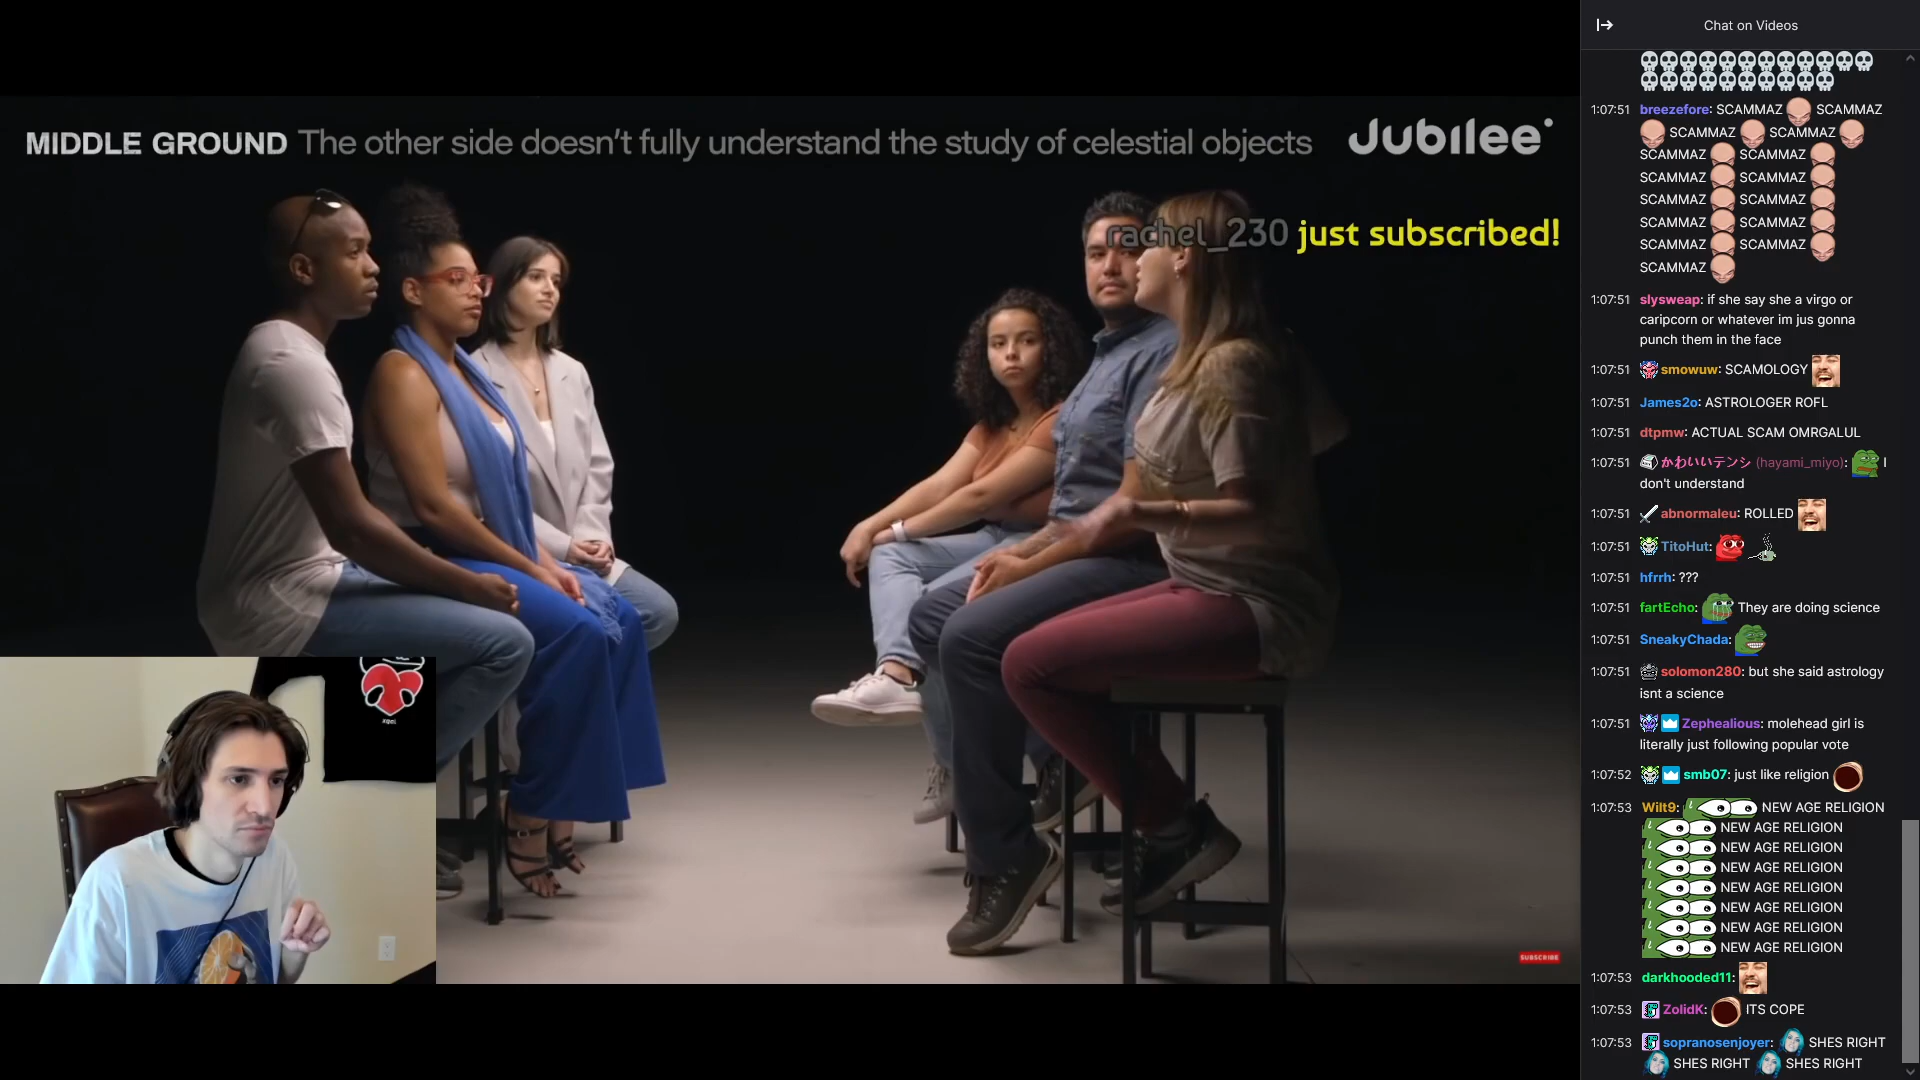 MIDDLE GROUND The other side doesn't fully understand the study of celestial objects
Jubilee
rachel_230 just subscribed!
SUBSCRIBE
Chat on Videos
1:07:51 breezefore: SCAMMAZ SCAMMAZ
SCAMMAZ SCAMMAZ
SCAMMAZ SCAMMAZ
SCAMMAZ SCAMMAZ
SCAMMAZ SCAMMAZ
SCAMMAZ SCAMMAZ
SCAMMAZ SCAMMAZ
SCAMMAZ
1:07:51 slysweap: if she say she a virgo or
caripcorn or whatever im jus gonna
punch them in the face
1:07:51 smowuw: SCAMOLOGY
1:07:51 James2o: ASTROLOGER ROFL
1:07:51 dtpmw: ACTUAL SCAM OMRGALUL
1:07:51 かわいいテンシ (hayami_miyo): I
don't understand
1:07:51 abnormaleu: ROLLED
1:07:51 TitoHut:
1:07:51 hfrrh: ???
1:07:51 fartEcho: They are doing science
1:07:51 SneakyChada:
1:07:51 solomon280: but she said astrology
isnt a science
1:07:51 Zephealious: molehead girl is
literally just following popular vote
1:07:52 smb07: just like religion
1:07:53 Wilt9: NEW AGE RELIGION
NEW AGE RELIGION
NEW AGE RELIGION
NEW AGE RELIGION
NEW AGE RELIGION
NEW AGE RELIGION
NEW AGE RELIGION
NEW AGE RELIGION
1:07:53 darkhooded11:
1:07:53 ZolidK: ITS COPE
1:07:53 sopranosenjoyer: SHES RIGHT
SHES RIGHT SHES RIGHT